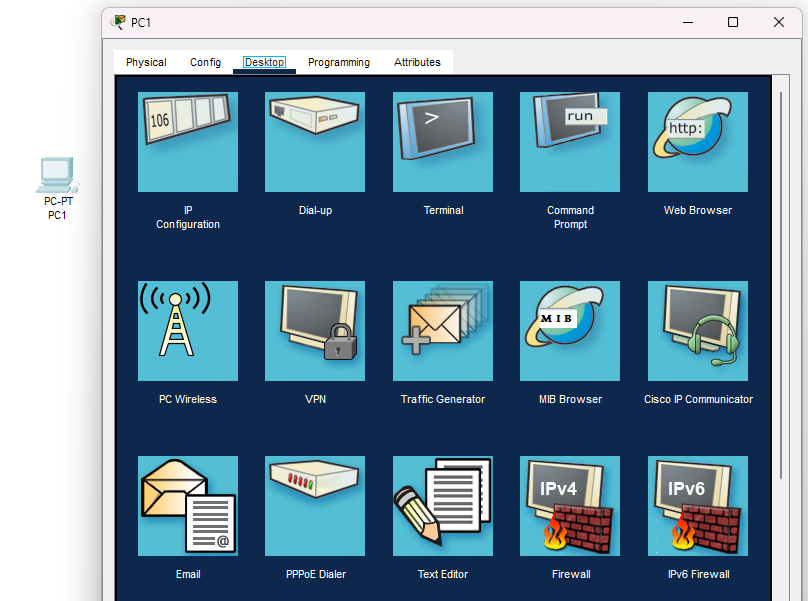 PC1
Physical Config Desktop Programming Attributes
106
>
run
http:
IP
Configuration
Dial-up
Terminal
Command
Prompt
Web Browser
PC-PT
PC1
MIB
PC Wireless
VPN
Traffic Generator
MIB Browser
Cisco IP Communicator
@
IPv4
IPv6
Email
PPPoE Dialer
Text Editor
Firewall
IPv6 Firewall